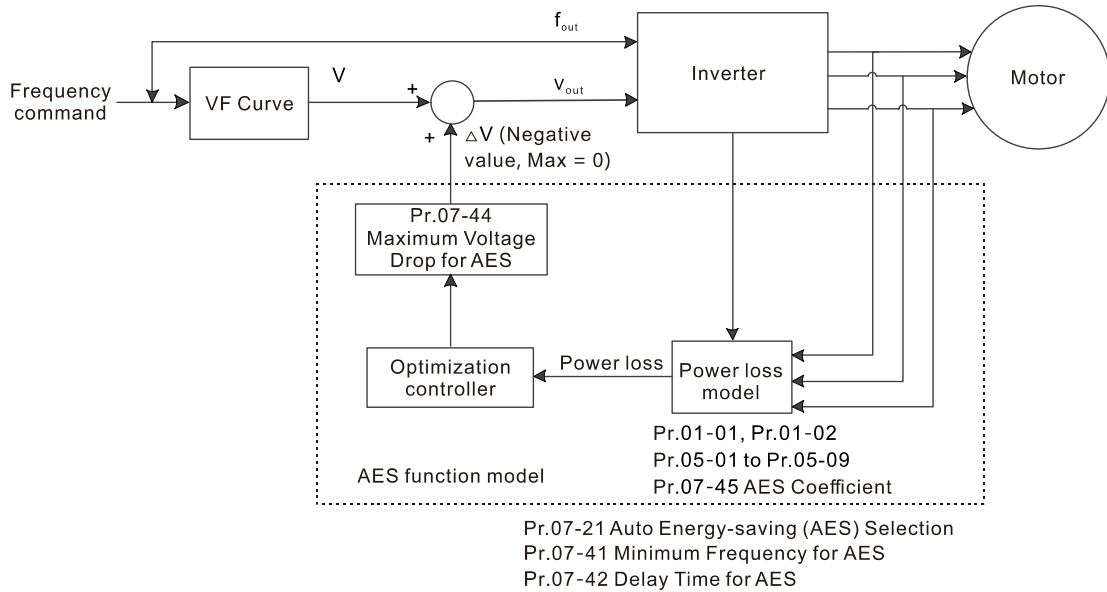 f out
Inverter
Motor
Frequency
command
VF Curve
V
+
v out
+
△V (Negative
value, Max = 0)
Pr.07-44
Maximum Voltage
Drop for AES
Optimization
controller
Power loss
Power loss
model
Pr.01-01, Pr.01-02
Pr.05-01 to Pr.05-09
Pr.07-45 AES Coefficient
AES function model
Pr.07-21 Auto Energy-saving (AES) Selection
Pr.07-41 Minimum Frequency for AES
Pr.07-42 Delay Time for AES